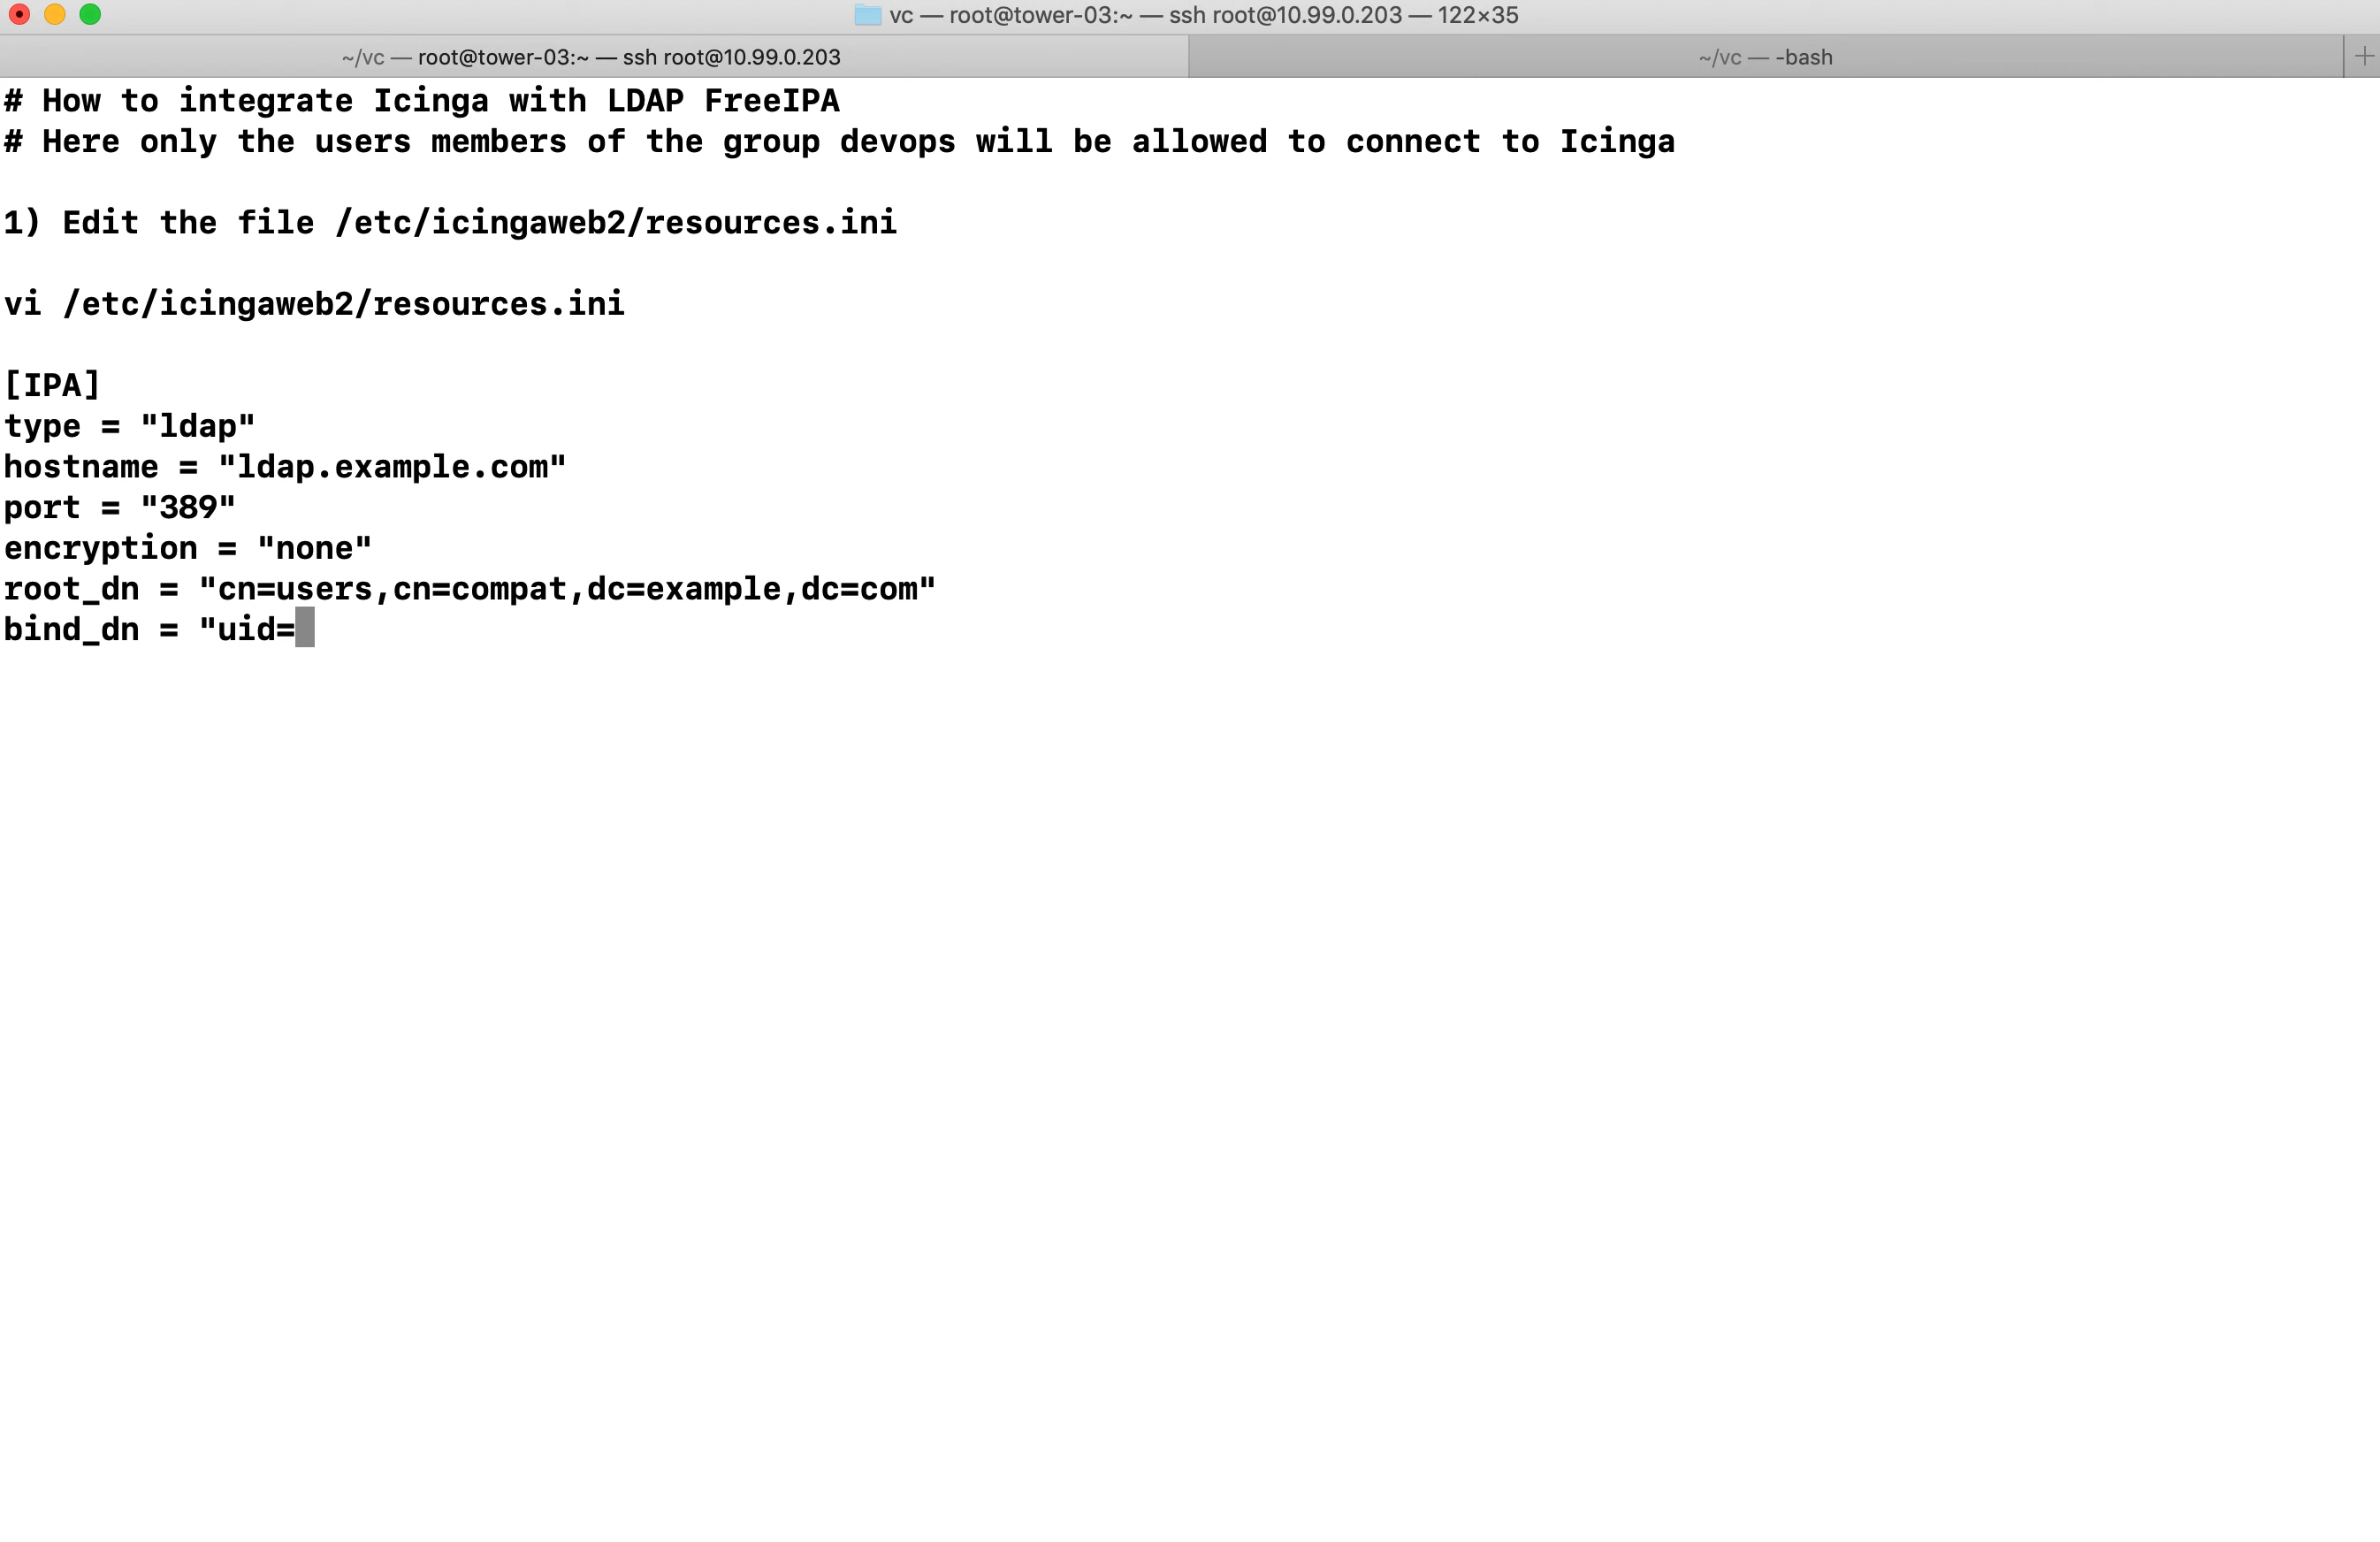 vc — root@tower-03:~ — ssh root@10.99.0.203 — 122×35
~/vc — root@tower-03:~ — ssh root@10.99.0.203
~/vc — -bash
# How to integrate Icinga with LDAP FreeIPA
# Here only the users members of the group devops will be allowed to connect to Icinga
1) Edit the file /etc/icingaweb2/resources.ini
vi /etc/icingaweb2/resources.ini
[IPA]
type = "ldap"
hostname = "ldap.example.com"
port = "389"
encryption = "none"
root_dn = "cn=users,cn=compat,dc=example,dc=com"
bind_dn = "uid=